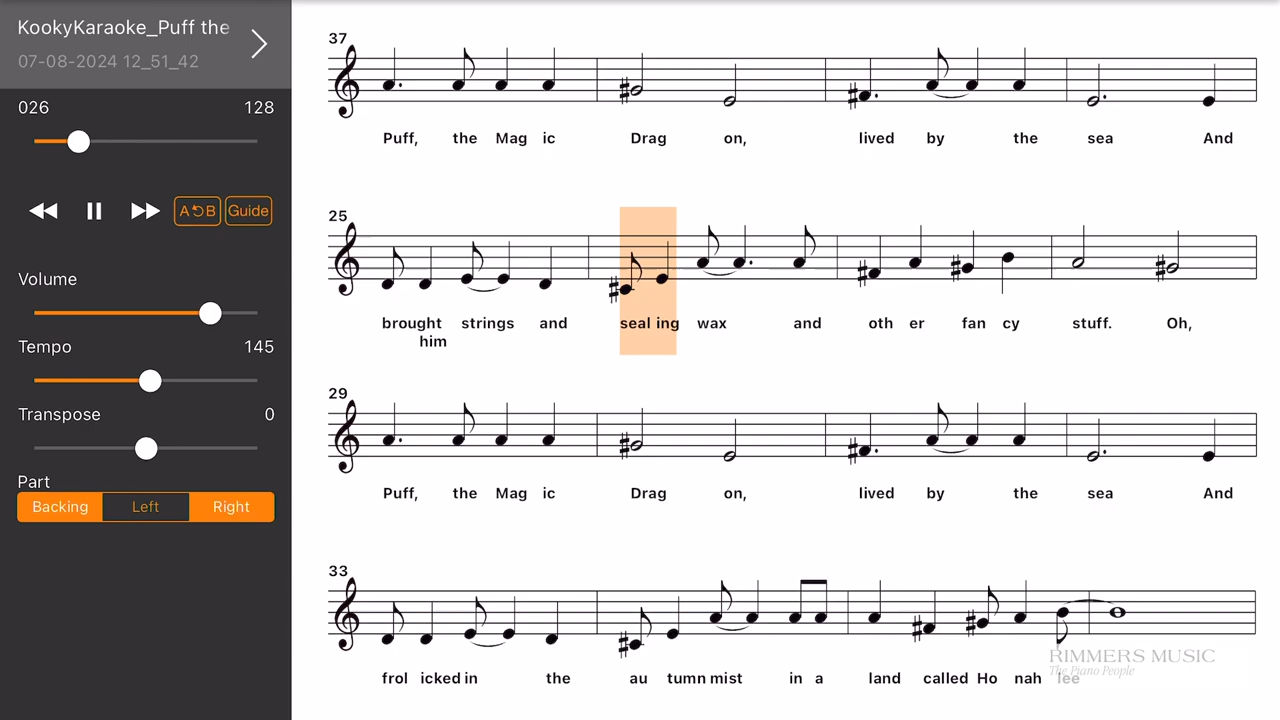 KookyKaraoke_Puff the
07-08-2024 12_51_42
026 128
A B Guide
Volume
Tempo 145
Transpose 0
Part
Backing Left Right
37
Puff, the Mag ic Drag on, lived by the sea And
25
brought strings and seal ing wax and oth er fan cy stuff. Oh,
him
29
Puff, the Mag ic Drag on, lived by the sea And
33
frol icked in the au tumn mist in a land called Ho nah lee
RIMMERS MUSIC
The Piano People